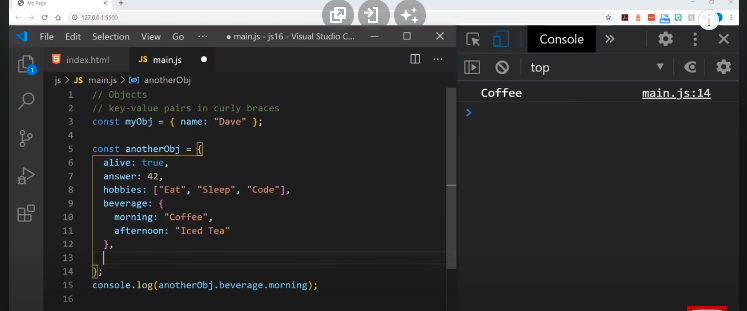 My Page
127.0.0.1:5500
File Edit Selection View Go ··· ● main.js - js16 - Visual Studio C...
index.html JS main.js ●
js > JS main.js > anotherObj
1 // Objects
2 // key-value pairs in curly braces
3 const myObj = { name: "Dave" };
4
5 const anotherObj = {
6 alive: true,
7 answer: 42,
8 hobbies: ["Eat", "Sleep", "Code"],
9 beverage: {
10 morning: "Coffee",
11 afternoon: "Iced Tea"
12 },
13
14 };
15 console.log(anotherObj.beverage.morning);
16
1
Console »
top
Coffee main.js:14
>